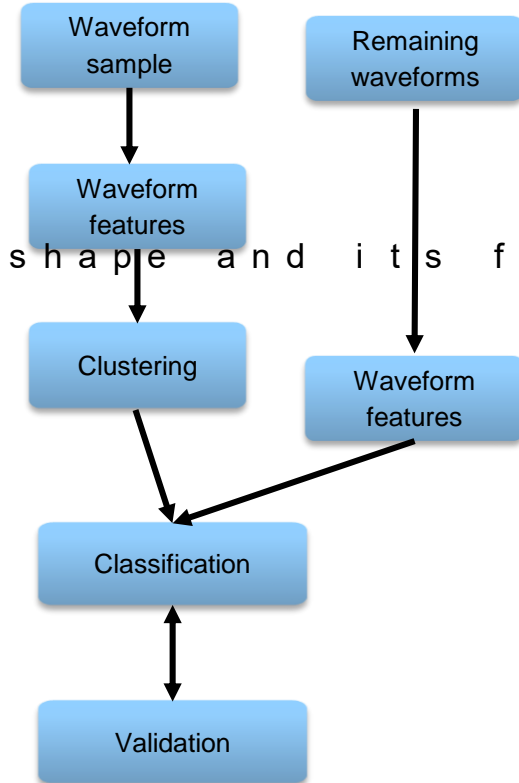 Waveform
sample
Remaining
waveforms
Waveform
features
s h a p e a n d i t s f
Clustering
Waveform
features
Classification
Validation